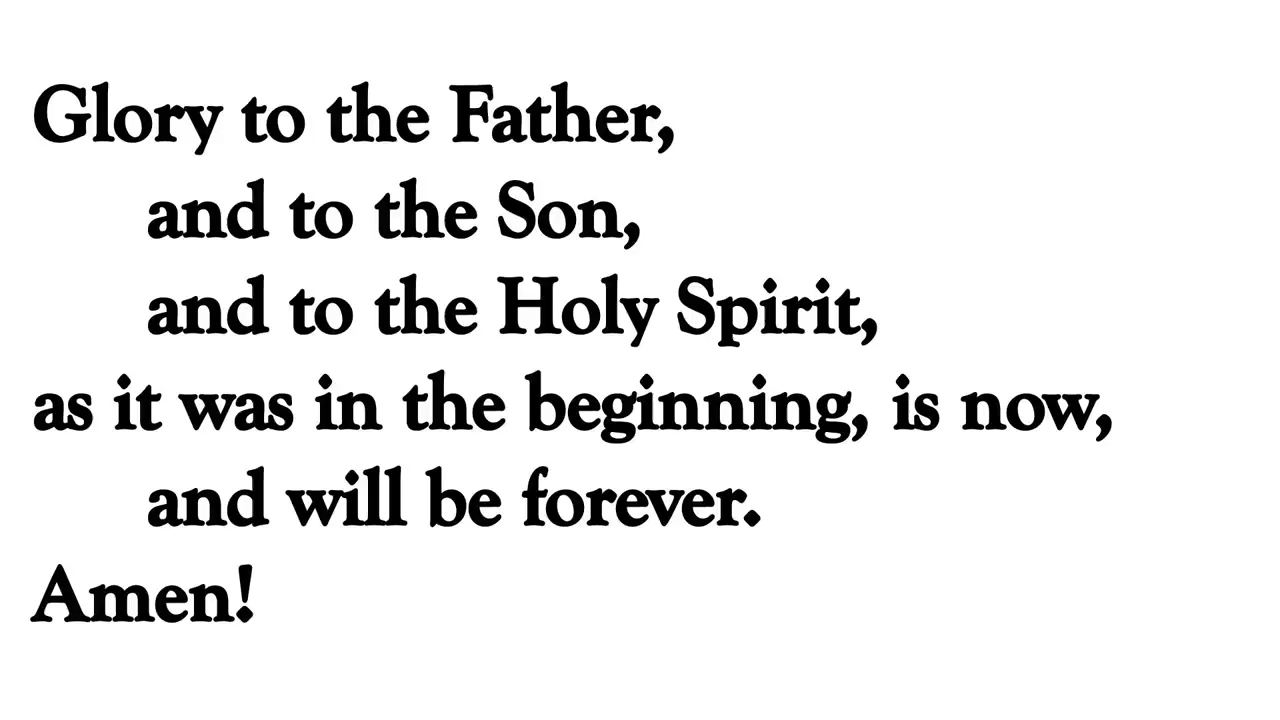 Glory to the Father,
and to the Son,
and to the Holy Spirit,
as it was in the beginning, is now,
and will be forever.
Amen!